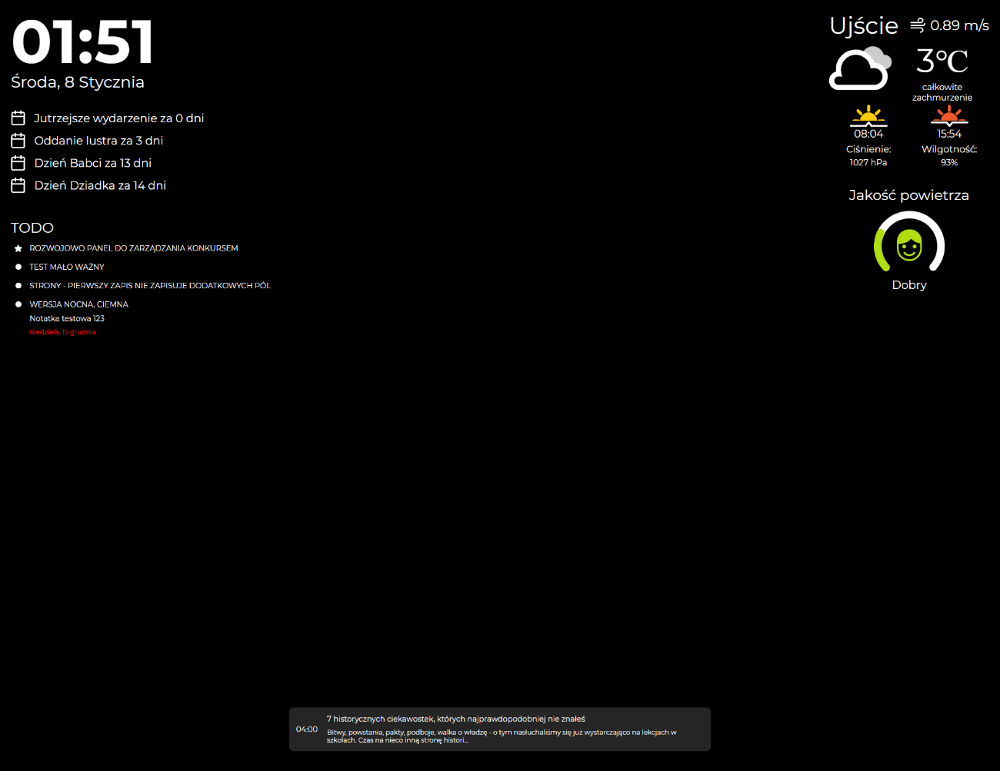 01:51
Środa, 8 Stycznia
Jutrzejsze wydarzenie za 0 dni
Oddanie lustra za 3 dni
Dzień Babci za 13 dni
Dzień Dziadka za 14 dni
TODO
ROZWOJOWO PANEL DO ZARZĄDZANIA KONKURSEM
TEST MAŁO WAŻNY
STRONY - PIERWSZY ZAPIS NIE ZAPISUJE DODATKOWYCH PÓL
WERSJA NOCNA, CIEMNA
Notatka testowa 123
niedziela, 15 grudnia
Ujście 0.89 m/s
3°C
całkowite
zachmurzenie
08:04 15:54
Ciśnienie: Wilgotność:
1027 hPa 93%
Jakość powietrza
Dobry
04:00
7 historycznych ciekawostek, których najprawdopodobniej nie znałeś
Bitwy, powstania, pakty, podboje, walka o władzę - o tym nasłuchaliśmy się już wystarczająco na lekcjach w
szkołach. Czas na nieco inną stronę histori...